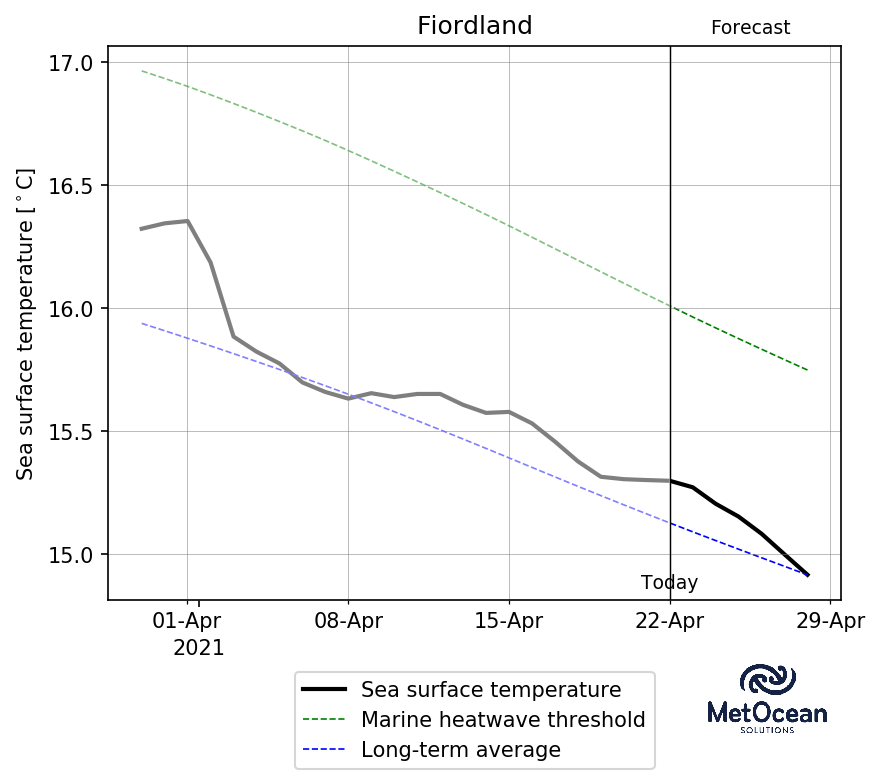 Fiordland
Forecast
Sea surface temperature [°C]
17.0
16.5
16.0
15.5
15.0
Today
01-Apr
08-Apr
15-Apr
22-Apr
29-Apr
2021
Sea surface temperature
Marine heatwave threshold
Long-term average
MetOcean
SOLUTIONS